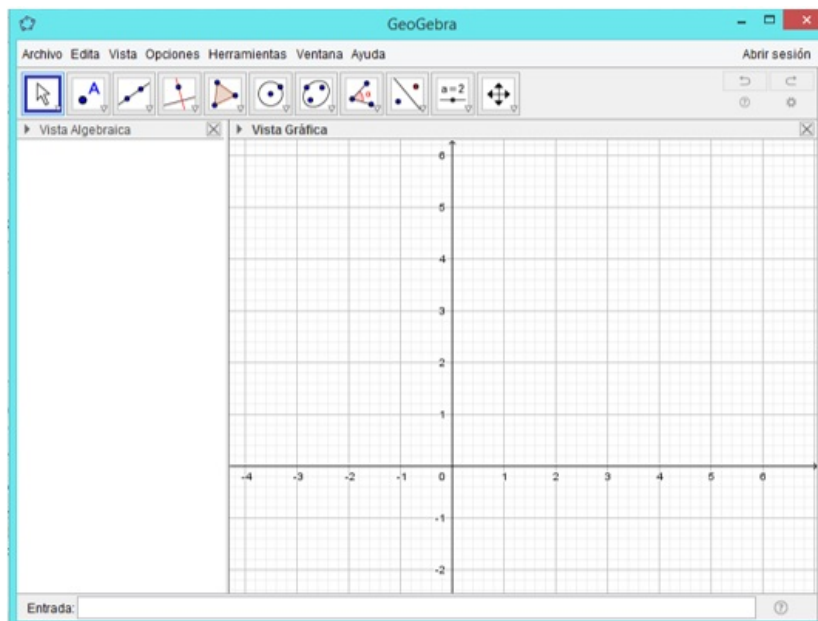 GeoGebra
Archivo Edita Vista Opciones Herramientas Ventana Ayuda Abrir sesión
A α a=2
Vista Algebraica Vista Gráfica
6
5
4
3
2
1
-4 -3 -2 -1 0 1 2 3 4 5 6
-1
-2
Entrada: